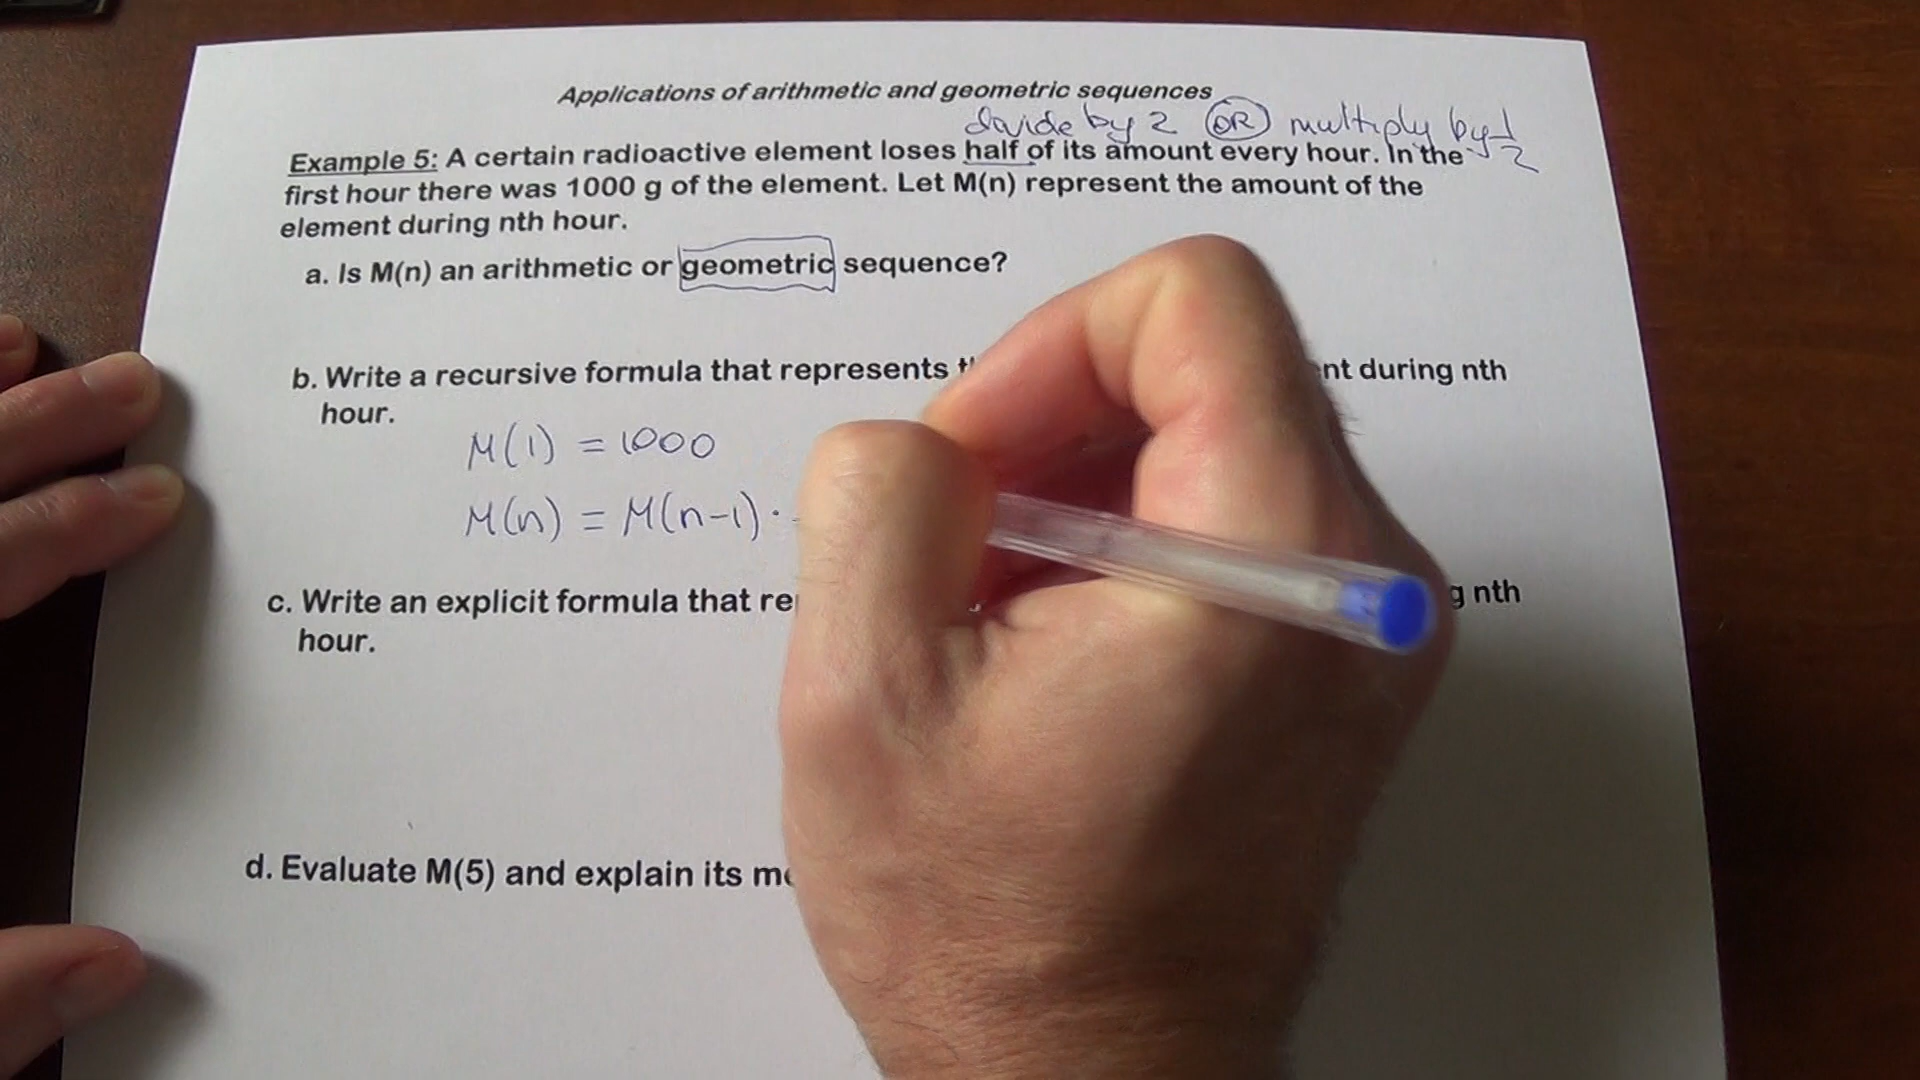 Applications of arithmetic and geometric sequences
divide by 2 OR multiply by 1/2
Example 5: A certain radioactive element loses half of its amount every hour. In the
first hour there was 1000 g of the element. Let M(n) represent the amount of the
element during nth hour.
a. Is M(n) an arithmetic or geometric sequence?
b. Write a recursive formula that represents nt during nth
hour.
M(1) = 1000
M(n) = M(n-1) ·
c. Write an explicit formula that g nth
hour.
d. Evaluate M(5) and explain its